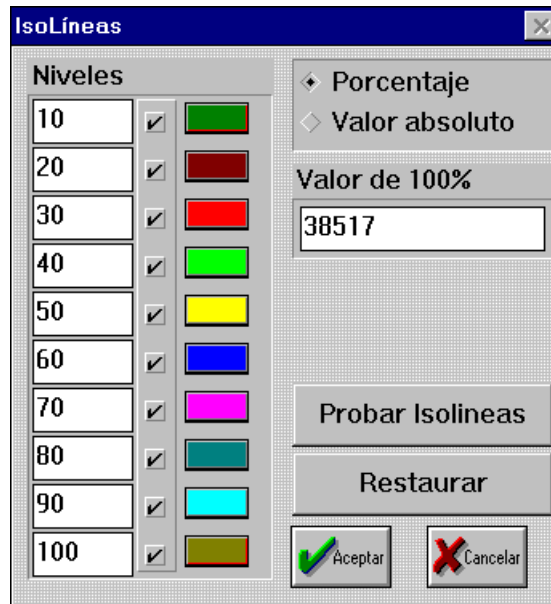 IsoLíneas
Niveles
10
20
30
40
50
60
70
80
90
100
Porcentaje
Valor absoluto
Valor de 100%
38517
Probar Isolineas
Restaurar
Aceptar
Cancelar